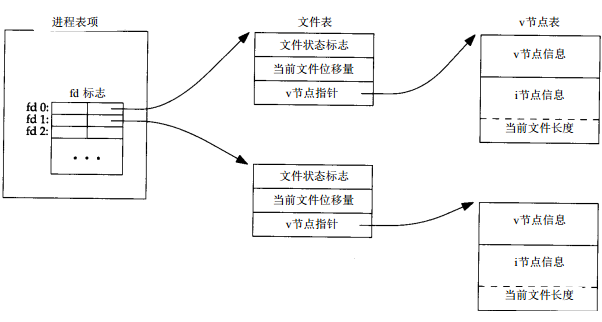 进程表项
文件表
v节点表
fd 标志
fd 0:
fd 1:
fd 2:
文件状态标志
当前文件位移量
v节点指针
v节点信息
i节点信息
当前文件长度
文件状态标志
当前文件位移量
v节点指针
v节点信息
i节点信息
当前文件长度